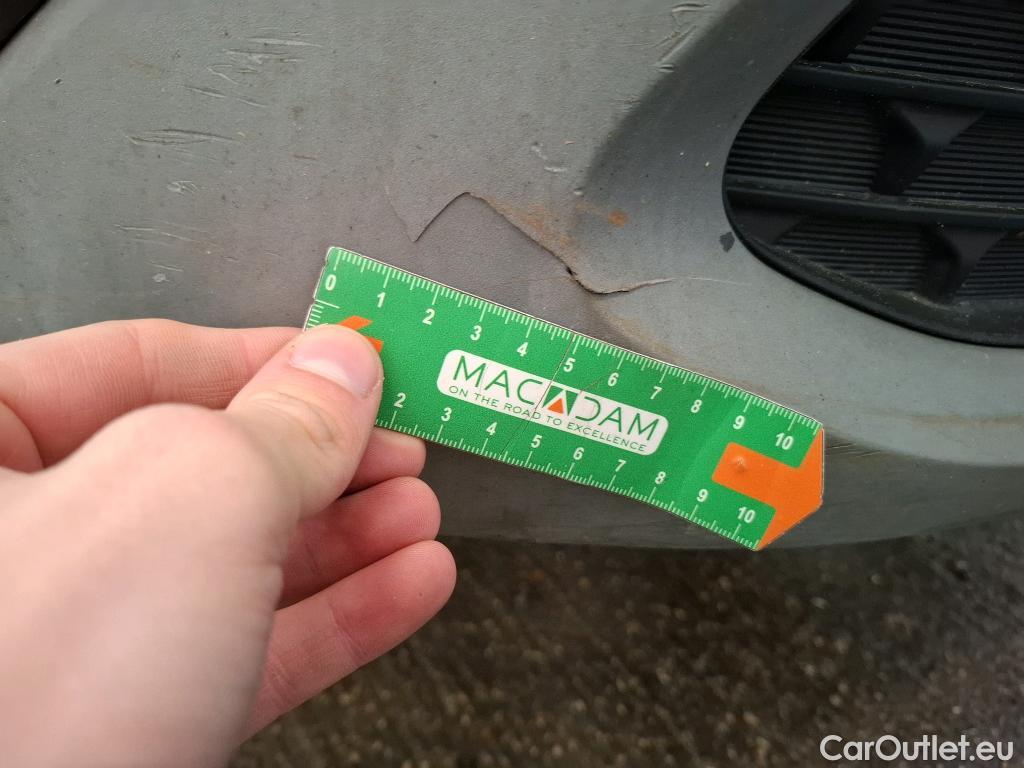 0 1 2 3 4 5 6 7 8 9 10
MACADAM
ON THE ROAD TO EXCELLENCE
2 3 4 5 6 7 8 9 10
CarOutlet.eu